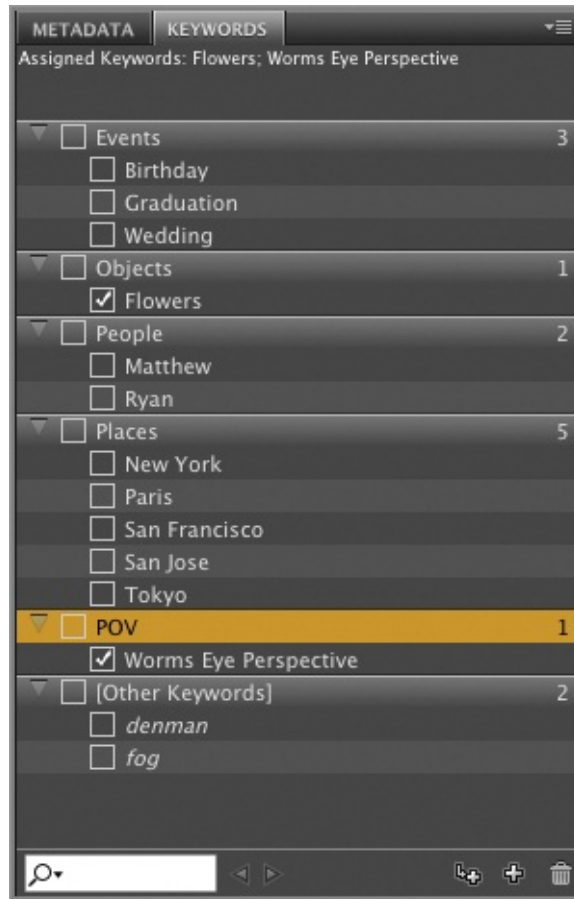 METADATA KEYWORDS
Assigned Keywords: Flowers; Worms Eye Perspective
Events 3
Birthday
Graduation
Wedding
Objects 1
Flowers
People 2
Matthew
Ryan
Places 5
New York
Paris
San Francisco
San Jose
Tokyo
POV 1
Worms Eye Perspective
[Other Keywords] 2
denman
fog